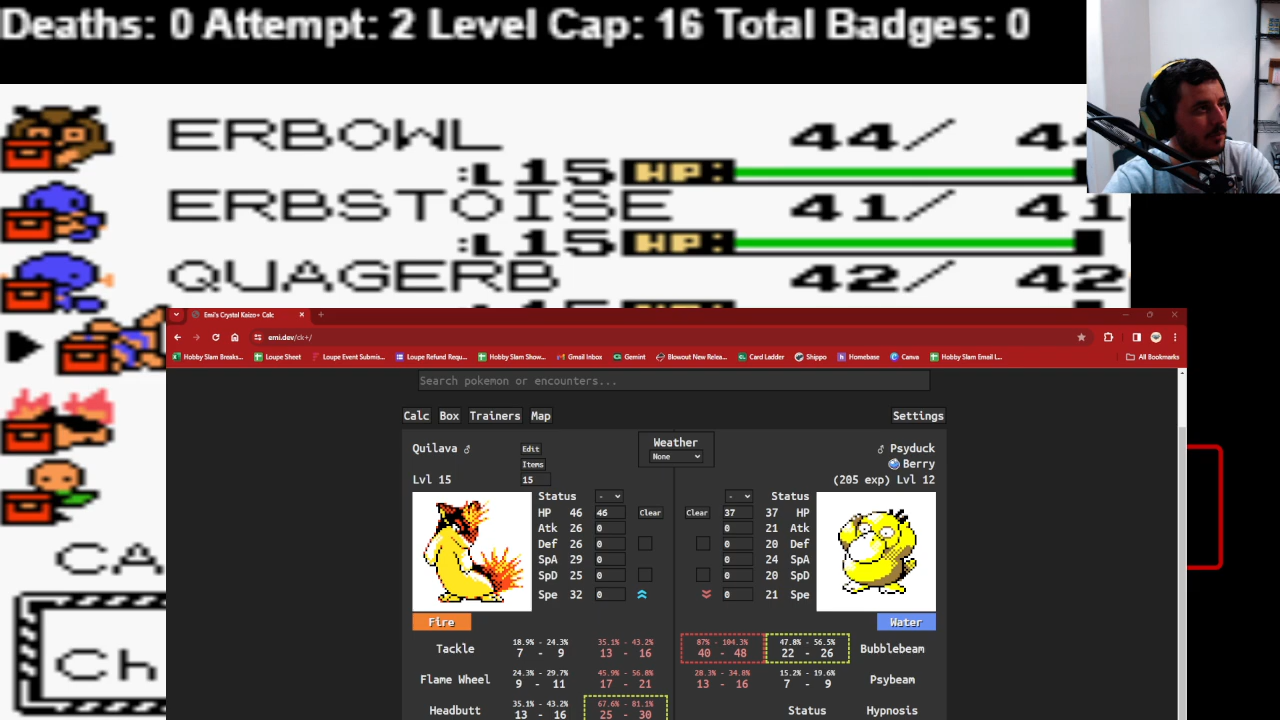 Deaths: 0 Attempt: 2 Level Cap: 16 Total Badges: 0
ERBOWL 44/ 4
:L15 HP:
ERBSTOISE 41/ 41
:L15 HP:
QUAGERB 42/ 42
Emi's Crystal Kaizo+ Calc
emi.dev/ck+/
Hobby Slam Breaks... Loupe Sheet Loupe Event Submis... Loupe Refund Requ... Hobby Slam Show... Gmail Inbox Gemint Blowout New Relea... Card Ladder Shippo Homebase Canva Hobby Slam Email L... All Bookmarks
Search pokemon or encounters...
Calc Box Trainers Map Settings
Quilava ♂ Edit Weather ♂ Psyduck
Items None Berry
Lvl 15 15 (205 exp) Lvl 12
Status - - Status
HP 46 46 Clear Clear 37 37 HP
Atk 26 0 0 21 Atk
Def 26 0 0 20 Def
SpA 29 0 0 24 SpA
SpD 25 0 0 20 SpD
Spe 32 0 0 21 Spe
Fire Water
18.9% - 24.3% 35.1% - 43.2% 87% - 104.3% 47.8% - 56.5%
Tackle 7 - 9 13 - 16 40 - 48 22 - 26 Bubblebeam
24.3% - 29.7% 45.9% - 56.8% 28.3% - 34.8% 15.2% - 19.6%
Flame Wheel 9 - 11 17 - 21 13 - 16 7 - 9 Psybeam
35.1% - 43.2% 67.6% - 81.1%
Headbutt 13 - 16 25 - 30 Status Hypnosis
CA
Ch